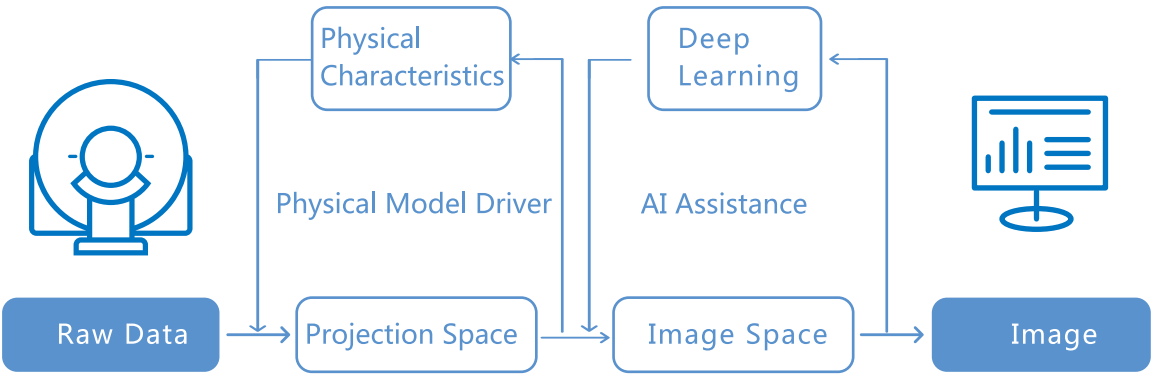 Physical
Characteristics
Deep
Learning
Physical Model Driver
AI Assistance
Raw Data
Projection Space
Image Space
Image